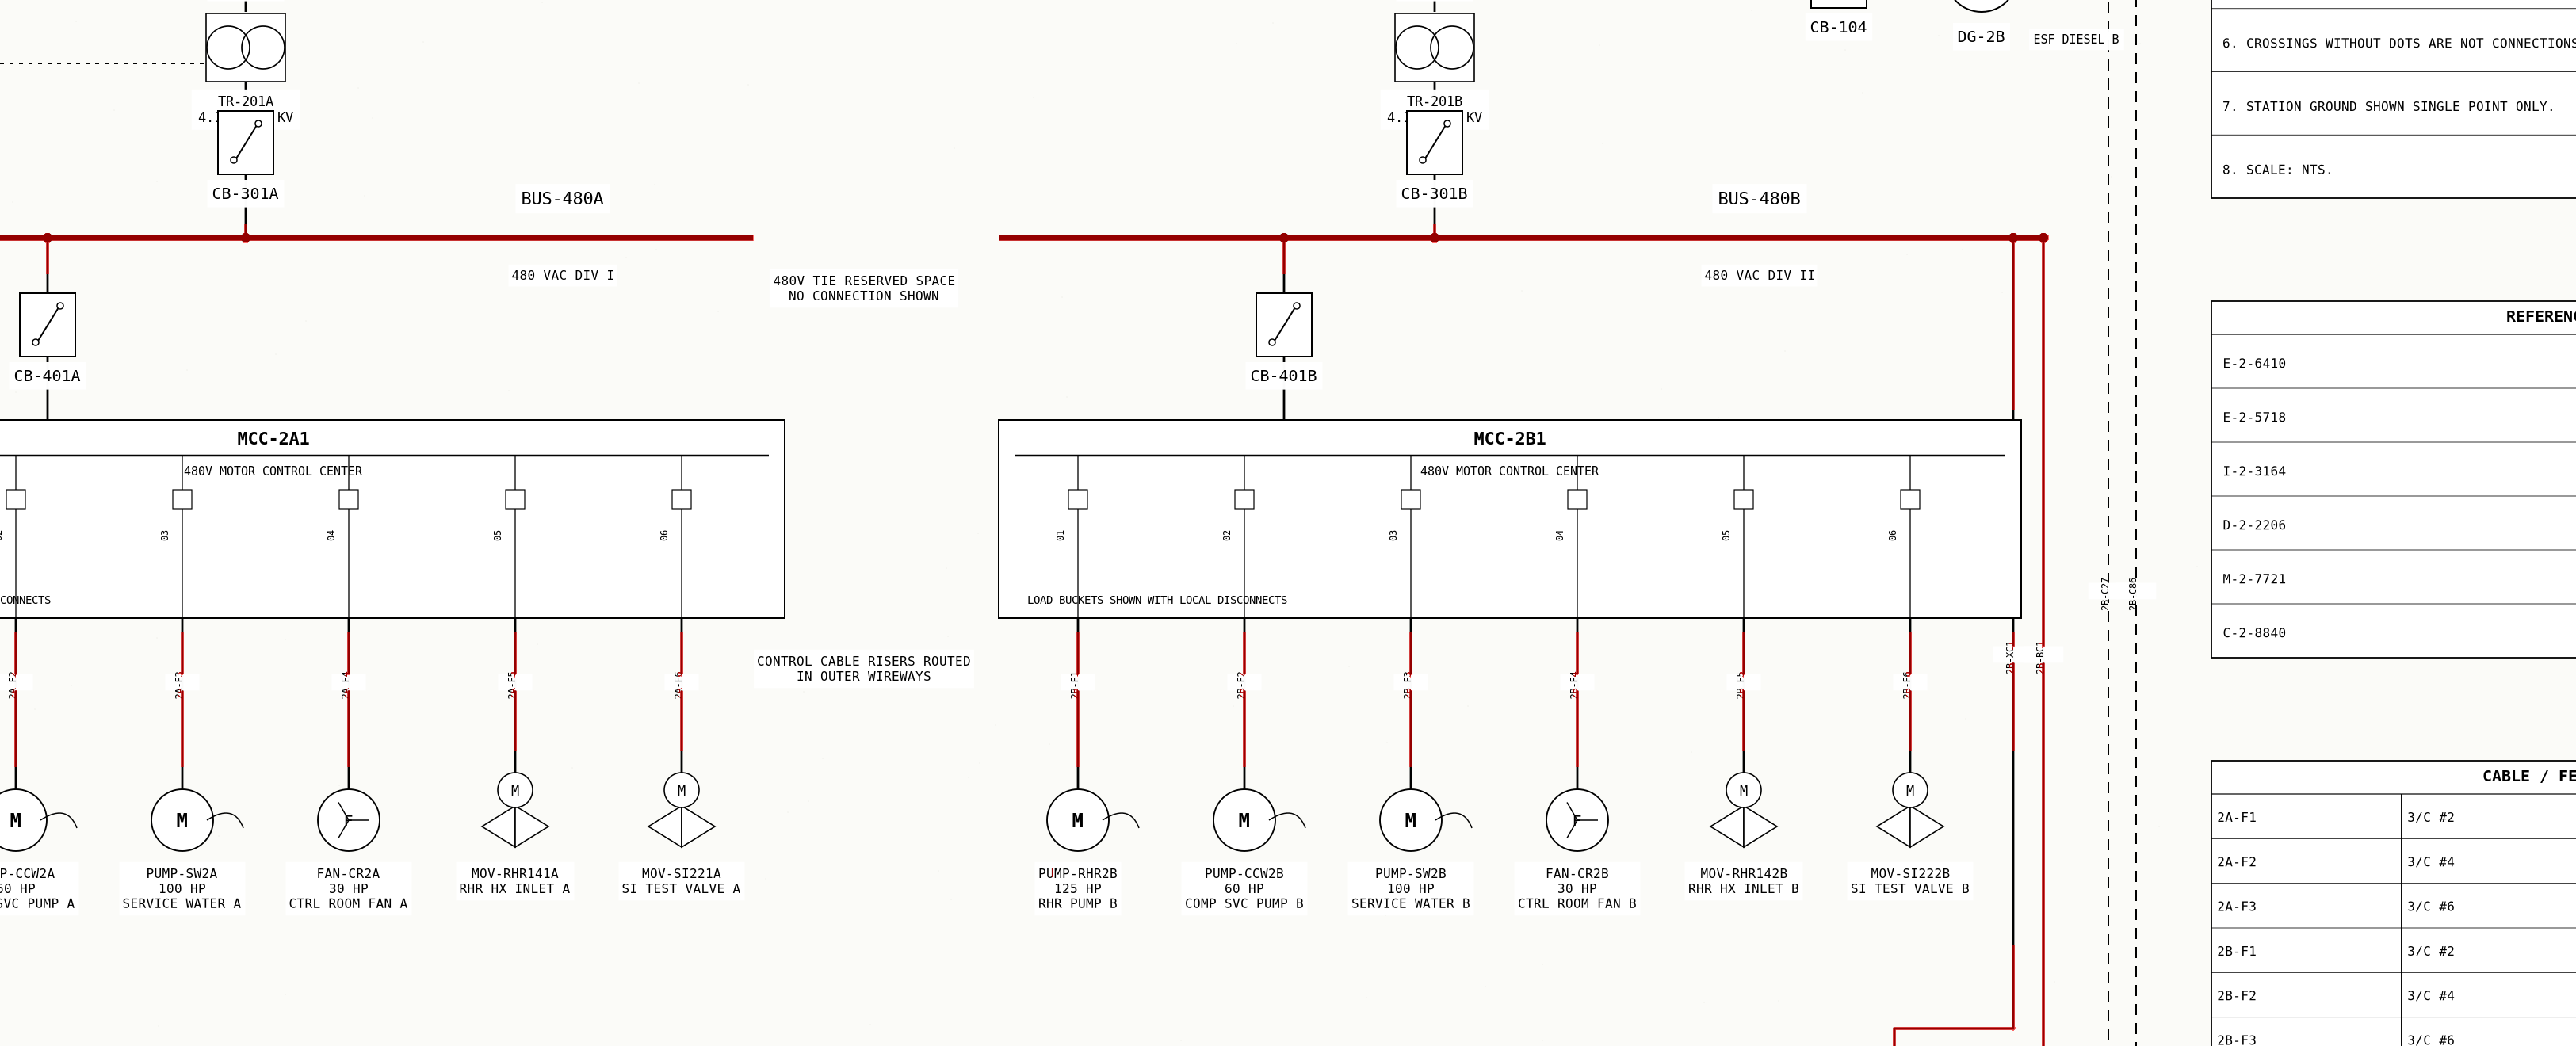 CB-104
DG-2B
ESF DIESEL B
6. CROSSINGS WITHOUT DOTS ARE NOT CONNECTIONS
7. STATION GROUND SHOWN SINGLE POINT ONLY.
8. SCALE: NTS.
TR-201A
KV
CB-301A
BUS-480A
480 VAC DIV I
TR-201B
KV
CB-301B
BUS-480B
480 VAC DIV II
480V TIE RESERVED SPACE
NO CONNECTION SHOWN
CB-401A
CB-401B
MCC-2A1
480V MOTOR CONTROL CENTER
03
04
05
06
MCC-2B1
480V MOTOR CONTROL CENTER
01
02
03
04
05
06
LOAD BUCKETS SHOWN WITH LOCAL DISCONNECTS
CONTROL CABLE RISERS ROUTED
IN OUTER WIREWAYS
2A-F2
2A-F3
2A-F4
2A-F5
2A-F6
2B-F1
2B-F2
2B-F3
2B-F4
2B-F5
2B-F6
2B-XC1
2B-BC1
2B-C27
2B-C86
M
M
F
M
M
M
M
M
F
M
M
P-CCW2A
60 HP
SVC PUMP A
PUMP-SW2A
100 HP
SERVICE WATER A
FAN-CR2A
30 HP
CTRL ROOM FAN A
MOV-RHR141A
RHR HX INLET A
MOV-SI221A
SI TEST VALVE A
PUMP-RHR2B
125 HP
RHR PUMP B
PUMP-CCW2B
60 HP
COMP SVC PUMP B
PUMP-SW2B
100 HP
SERVICE WATER B
FAN-CR2B
30 HP
CTRL ROOM FAN B
MOV-RHR142B
RHR HX INLET B
MOV-SI222B
SI TEST VALVE B
E-2-6410
E-2-5718
I-2-3164
D-2-2206
M-2-7721
C-2-8840
CABLE /
2A-F1 3/C #2
2A-F2 3/C #4
2A-F3 3/C #6
2B-F1 3/C #2
2B-F2 3/C #4
2B-F3 3/C #6